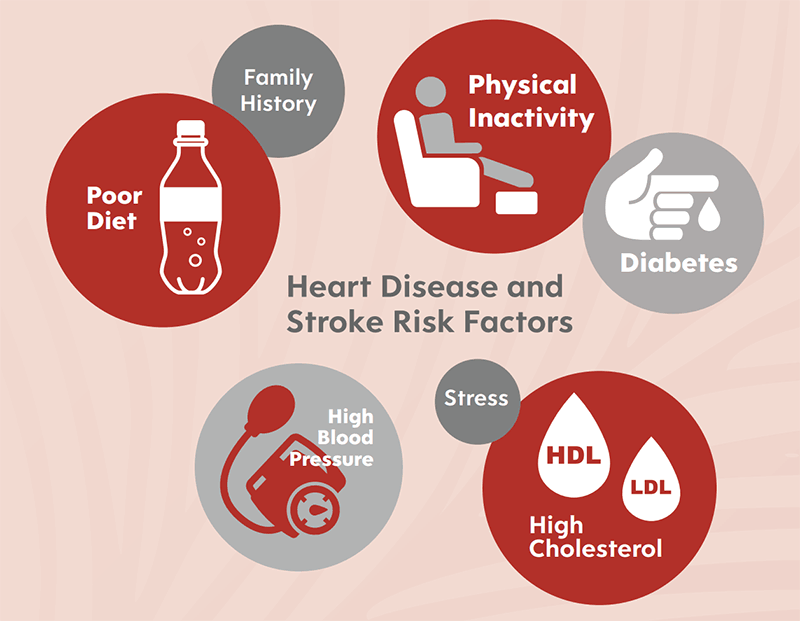 Family
History
Physical
Inactivity
Poor
Diet
Diabetes
Heart Disease and
Stroke Risk Factors
High
Blood
Pressure
Stress
HDL
LDL
High
Cholesterol